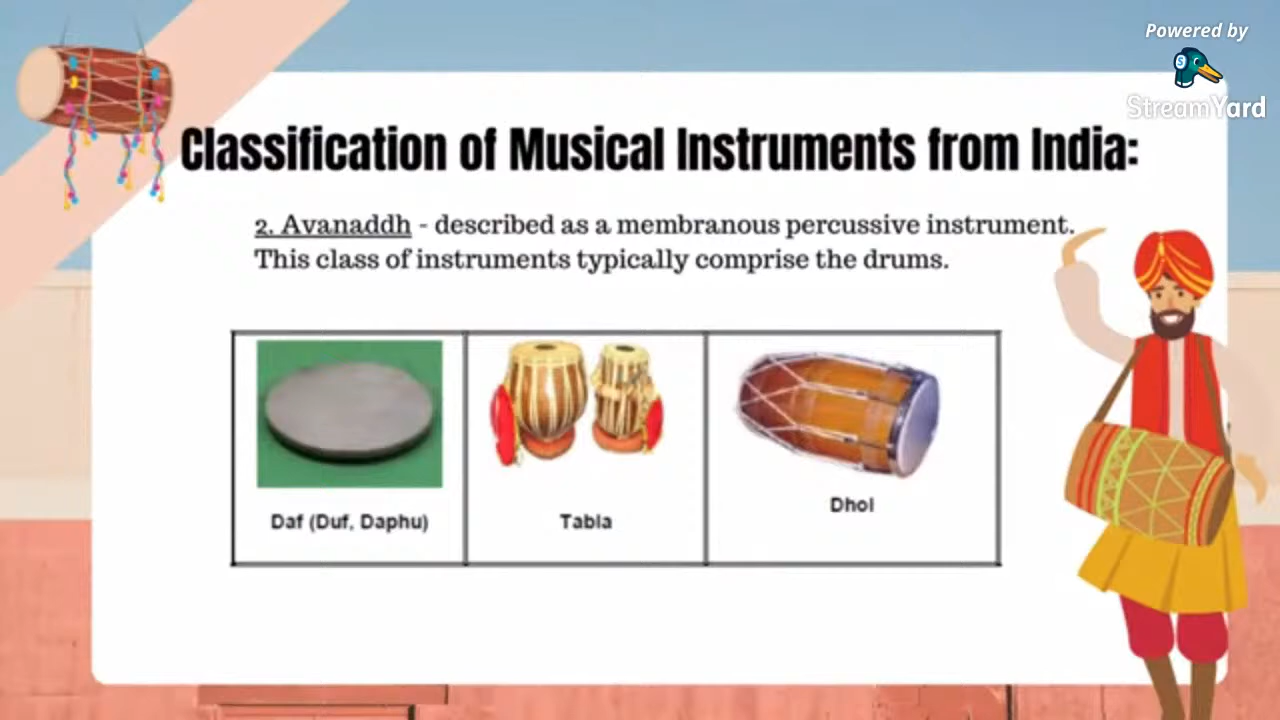 Powered by
StreamYard
Classification of Musical Instruments from India:
2. Avanaddh - described as a membranous percussive instrument.
This class of instruments typically comprise the drums.
Daf (Duf, Daphu)
Tabla
Dhol